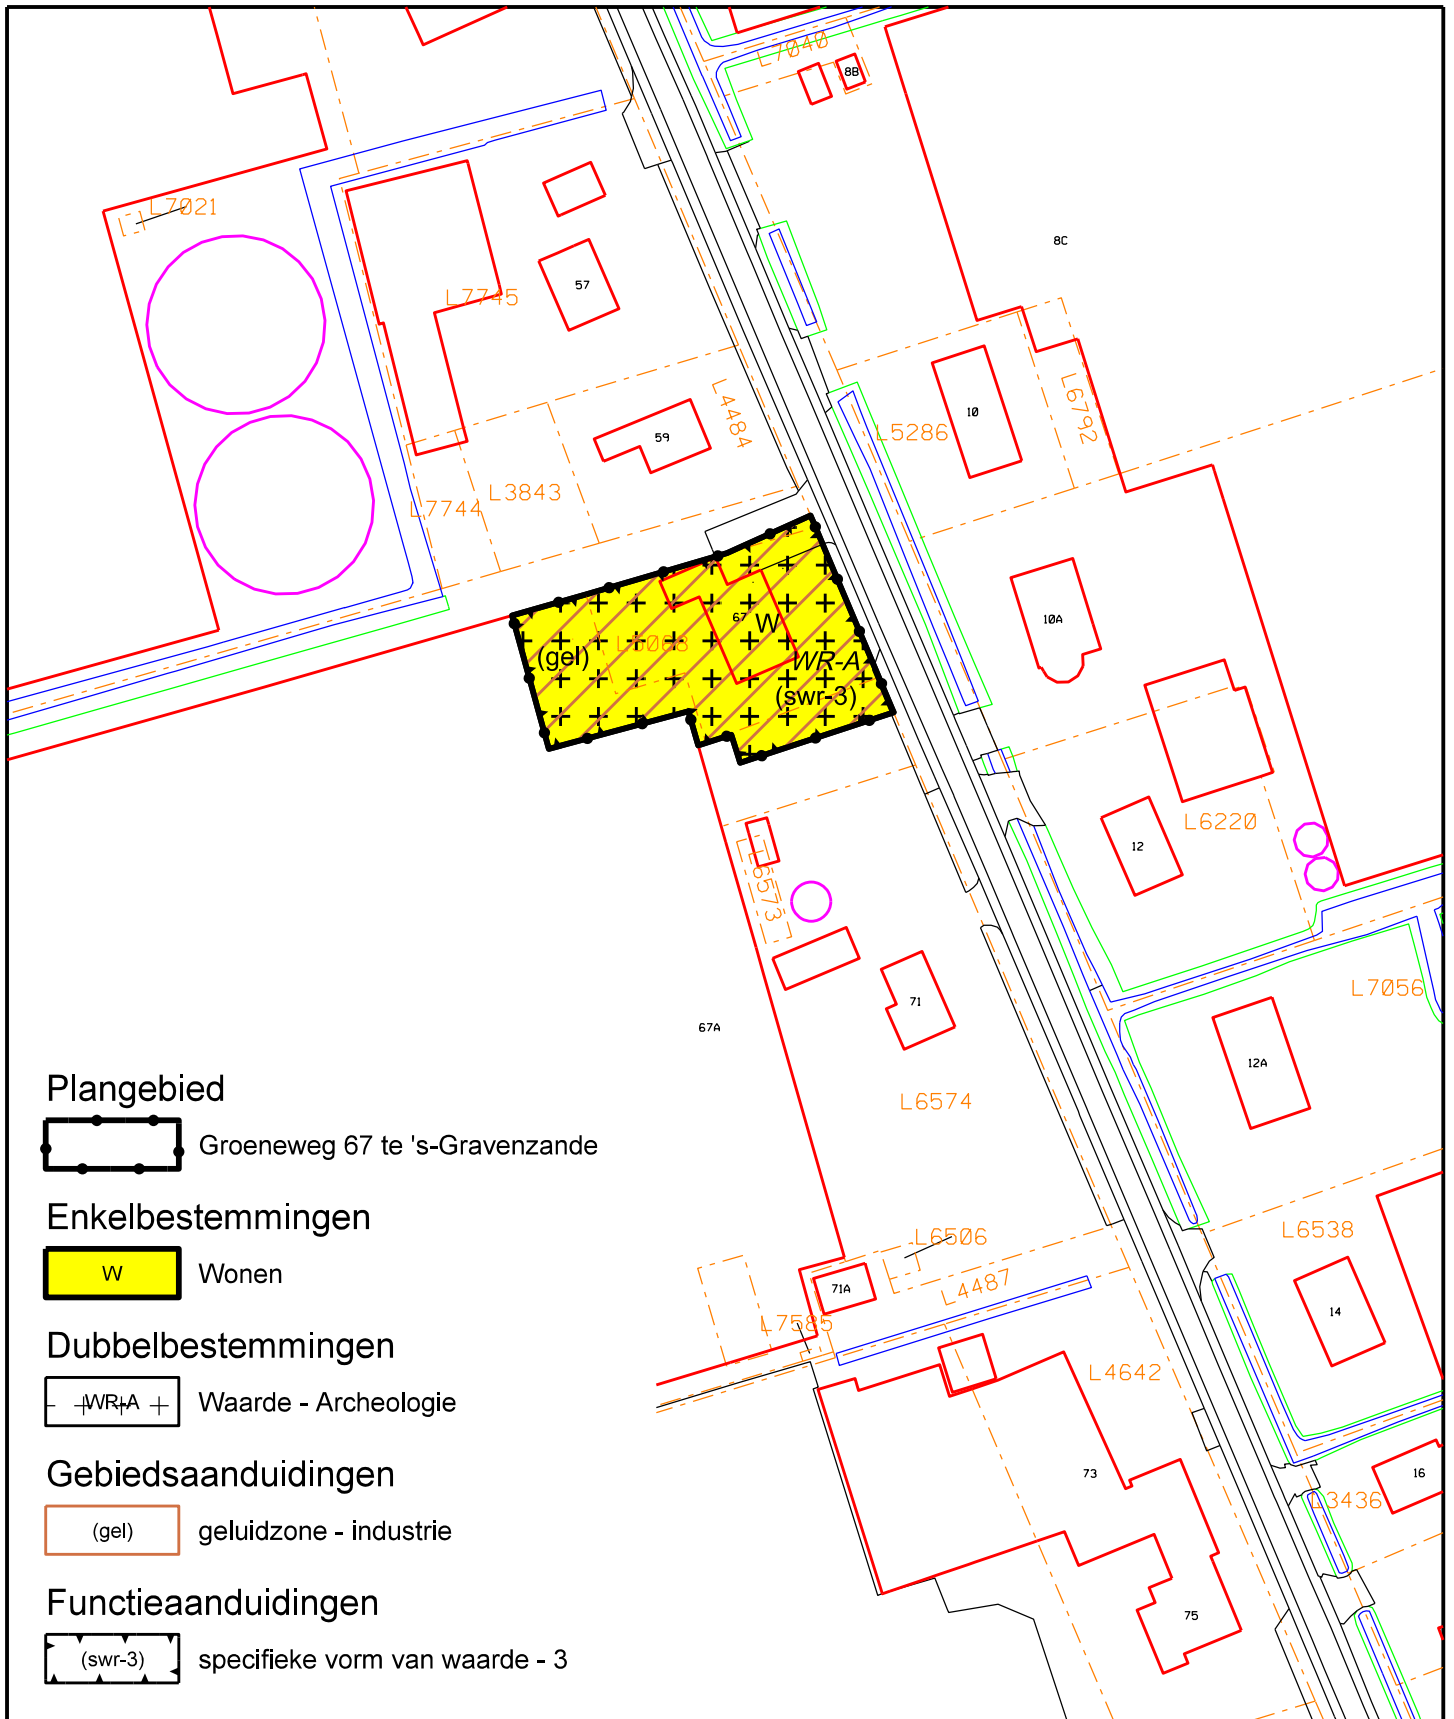 L7040
8B
L7021
8C
57
L7745
L4484
L6792
10
L5286
59
L3843
L7744
10A
67
W
L5068
(gel)
WR-A
(swr-3)
L6220
12
L6573
L7056
71
67A
12A
L6574
L6538
L6506
71A
L4487
L7585
14
L4642
73
16
L3436
75
Plangebied
Groeneweg 67 te 's-Gravenzande
Enkelbestemmingen
W
Wonen
Dubbelbestemmingen
WR-A
Waarde - Archeologie
Gebiedsaanduidingen
(gel)
geluidzone - industrie
Functieaanduidingen
(swr-3)
specifieke vorm van waarde - 3